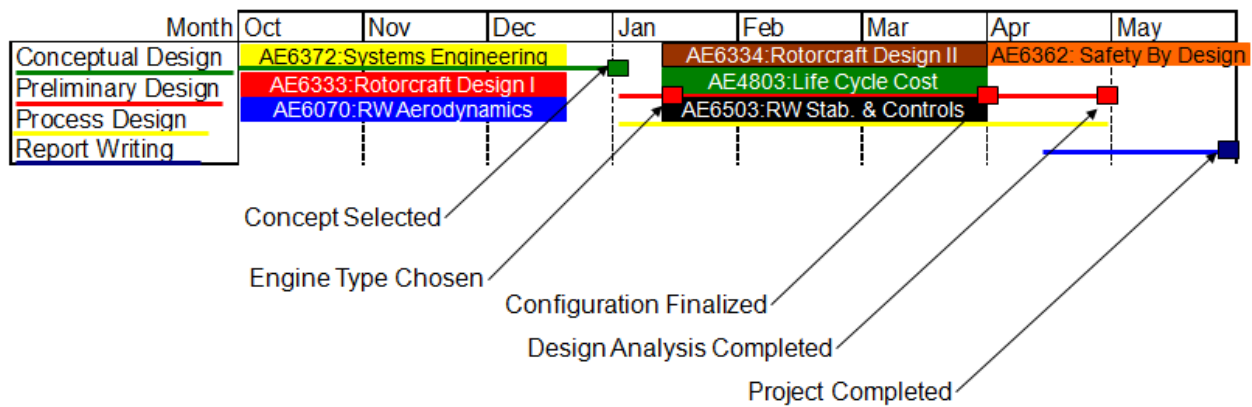 Month Oct Nov Dec Jan Feb Mar Apr May
Conceptual Design AE6372:Systems Engineering AE6334:Rotorcraft Design II AE6362: Safety By Design
Preliminary Design AE6333:Rotorcraft Design I AE4803:Life Cycle Cost
Process Design AE6070:RW Aerodynamics AE6503:RW Stab. & Controls
Report Writing
Concept Selected
Engine Type Chosen
Configuration Finalized
Design Analysis Completed
Project Completed